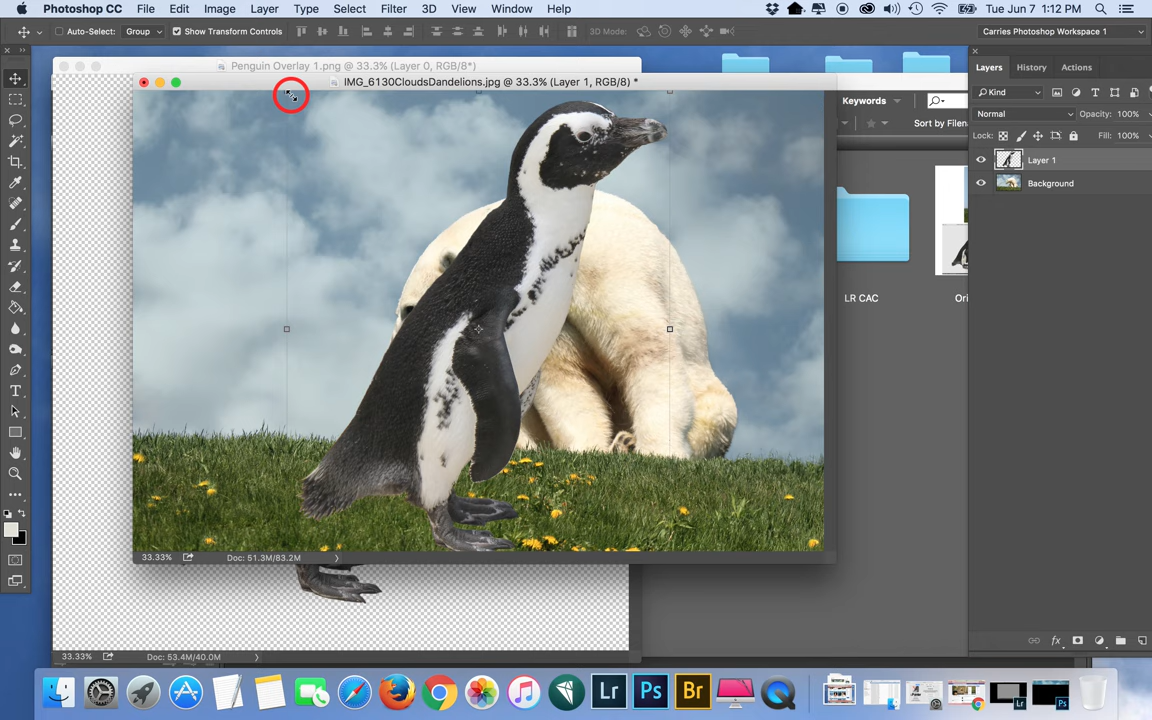 Photoshop CC File Edit Image Layer Type Select Filter 3D View Window Help Tue Jun 7 1:12 PM
Auto-Select: Group Show Transform Controls 3D Mode: Carries Photoshop Workspace 1
Penguin Overlay 1.png @ 33.3% (Layer 0, RGB/8*)
IMG_6130CloudsDandelions.jpg @ 33.3% (Layer 1, RGB/8) *
Layers History Actions
Kind
Keywords
Normal Opacity: 100%
Sort by Filen
Lock: Fill: 100%
Layer 1
Background
LR CAC
Ori
33.33% Doc: 51.3M/83.2M
33.33% Doc: 53.4M/40.0M
fx
Lr Ps Br
Lr Ps